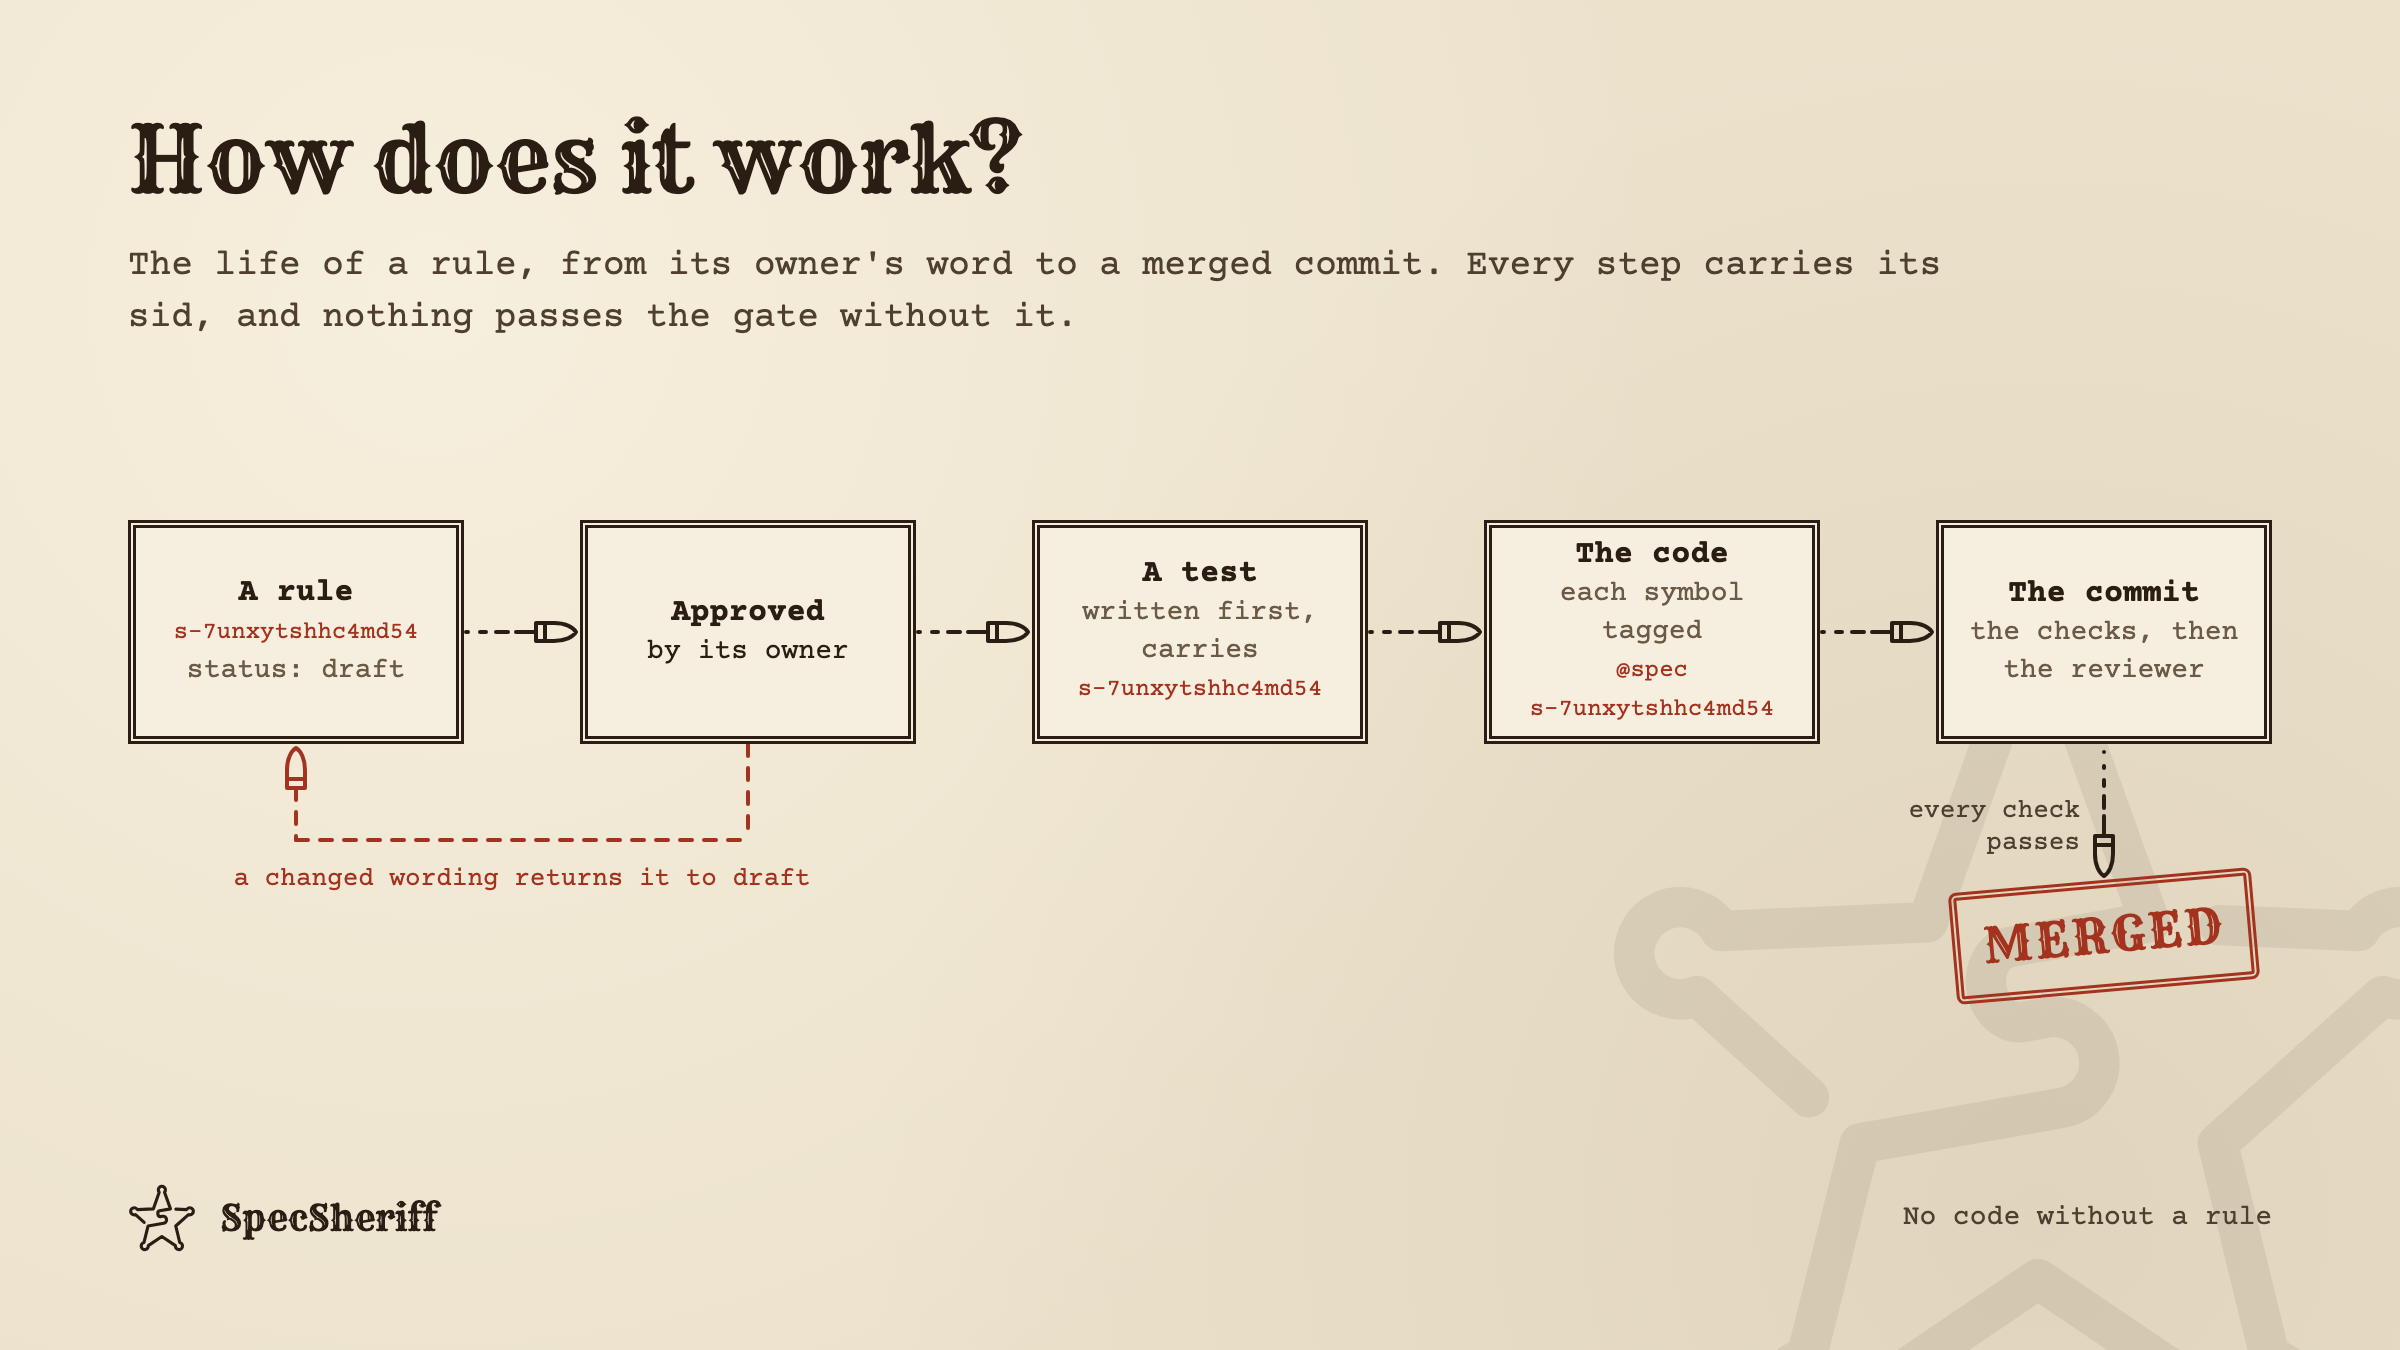 How does it work?
The life of a rule, from its owner's word to a merged commit. Every step carries its
sid, and nothing passes the gate without it.
A rule
s-7unxytshhc4md54
status: draft
Approved
by its owner
A test
written first,
carries
s-7unxytshhc4md54
The code
each symbol
tagged
@spec
s-7unxytshhc4md54
The commit
the checks, then
the reviewer
a changed wording returns it to draft
every check
passes
MERGED
SpecSheriff
No code without a rule